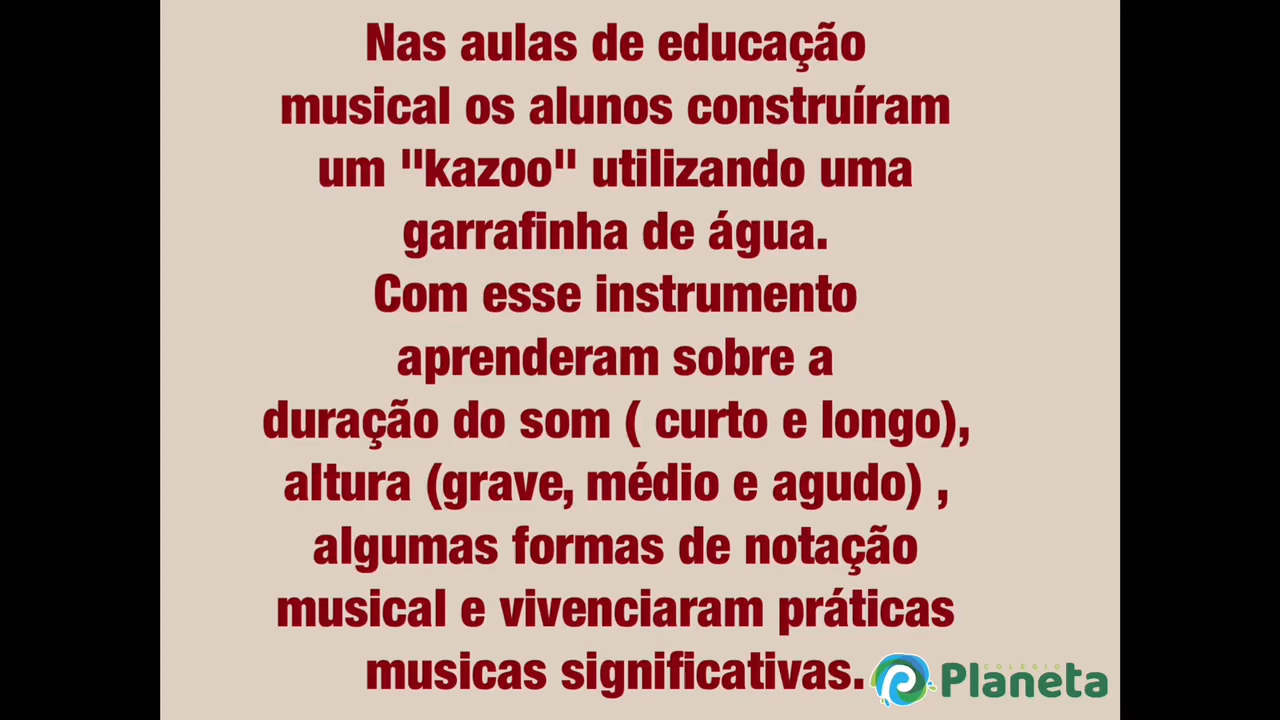 Nas aulas de educação
musical os alunos construíram
um "kazoo" utilizando uma
garrafinha de água.
Com esse instrumento
aprenderam sobre a
duração do som ( curto e longo),
altura (grave, médio e agudo) ,
algumas formas de notação
musical e vivenciaram práticas
musicas significativas.
COLÉGIO
Planeta